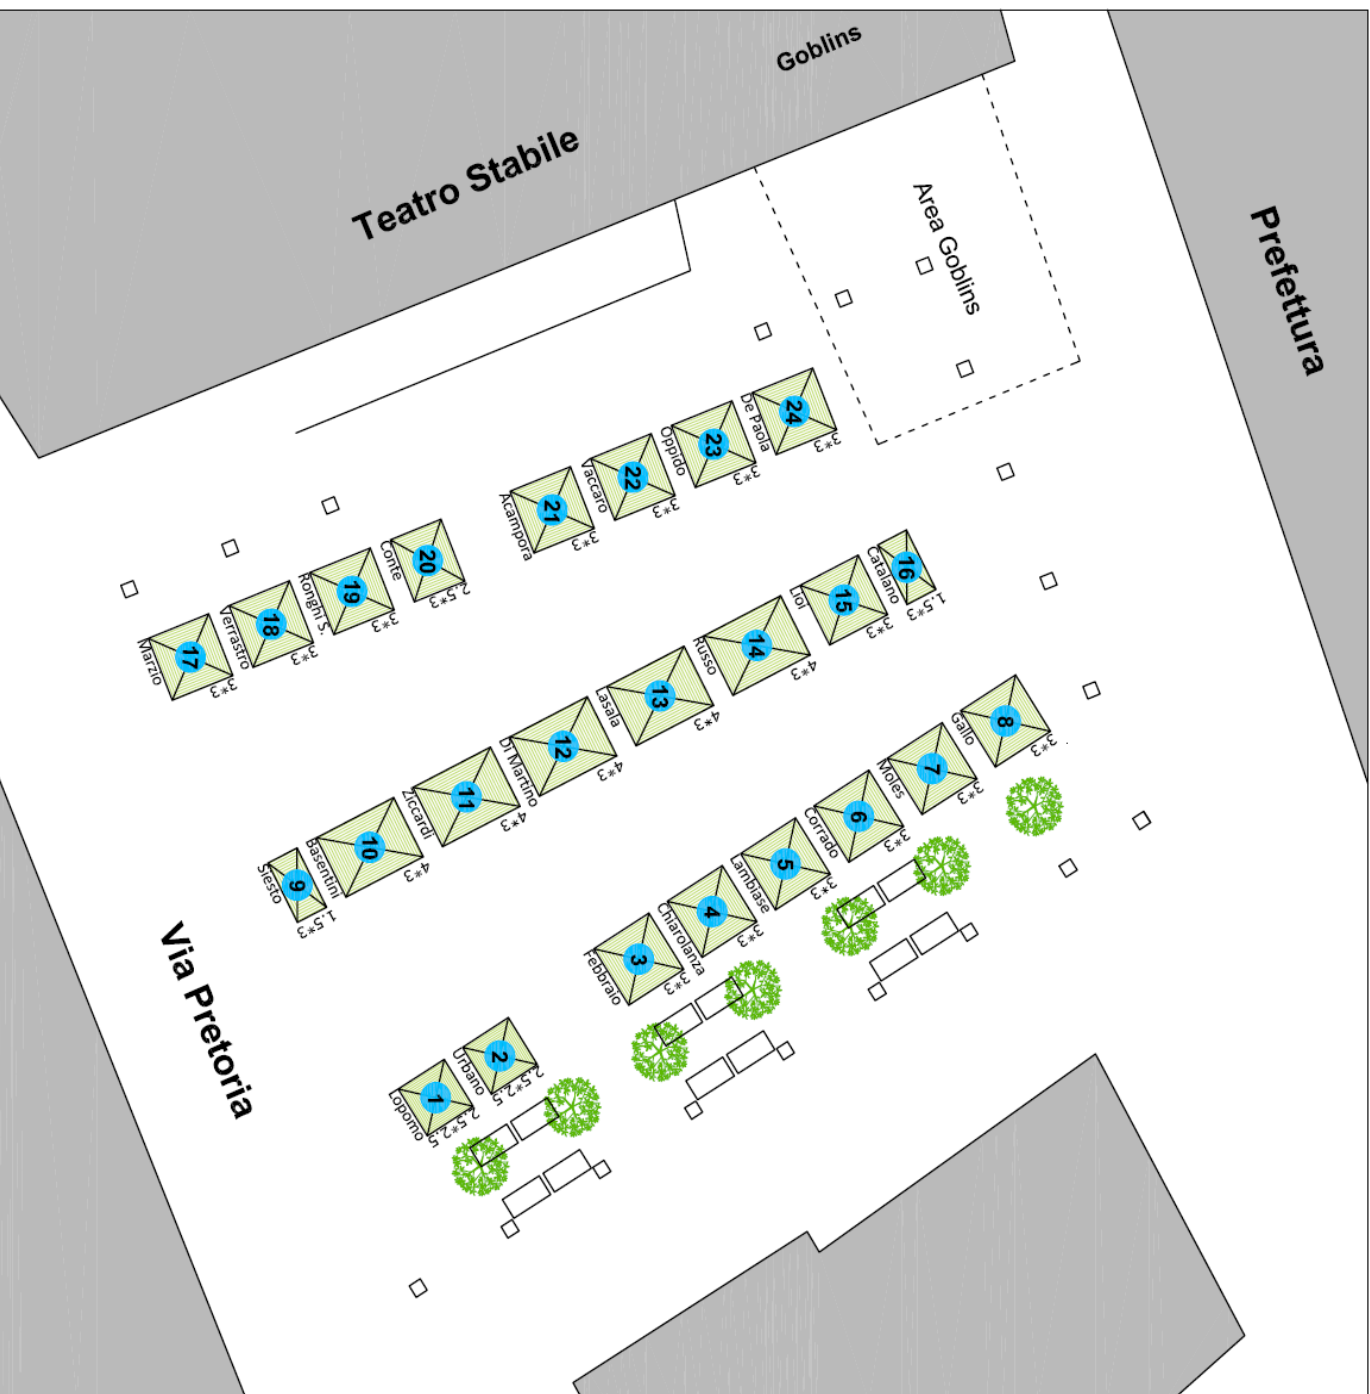 Goblins
Teatro Stabile
Area Goblins
Prefettura
24
De Paola
3*3
23
Oppido
3*3
22
Vaccaro
3*3
21
Acampora
3*3
20
Conte
2.5*3
19
Ronghi S.
3*3
18
Verrastro
3*3
17
Marzio
3*3
16
Catalano
1.5*3
15
Lioi
3*3
14
Russo
4*3
13
Lasala
4*3
12
Di Martino
4*3
11
Ziccardi
4*3
10
Basentini
4*3
9
Siesto
1.5*3
8
Gallo
3*3
7
Moles
3*3
6
Corrado
3*3
5
Lambiase
3*3
4
Chiarolanza
3*3
3
Febbraio
3*3
2
Urbano
2.5*2.5
1
Lopomo
2.5*2.5
Via Pretoria